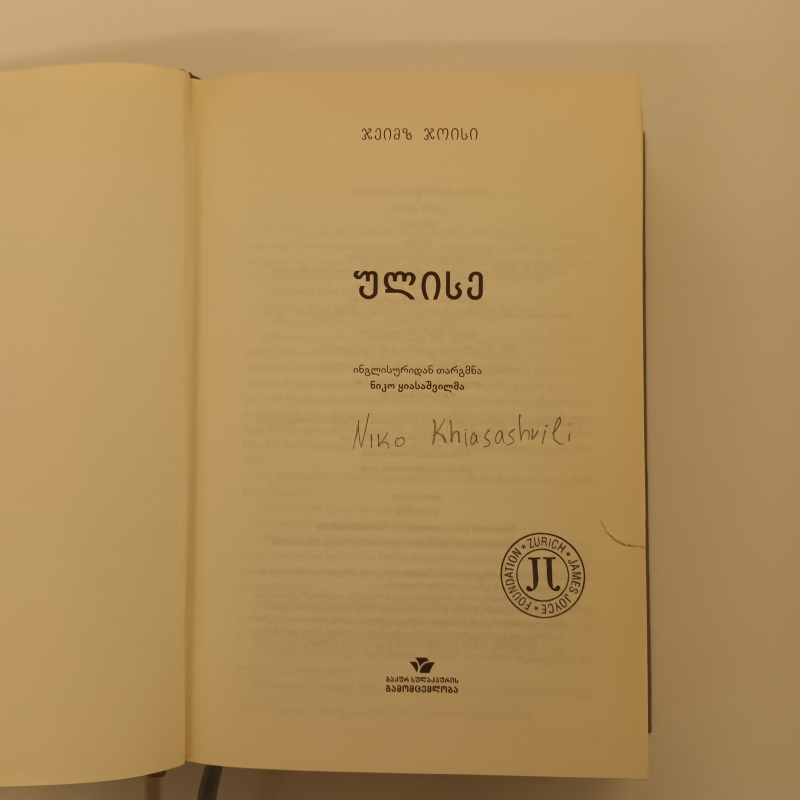 ჯეიმზ ჯოისი
ულისე
ინგლისურიდან თარგმნა
ნიკო ყიასაშვილმა
Niko Khiasashvili
ZURICH * JAMES JOYCE * FOUNDATION *
JJ
ბაკურ სულაკაურის
გამომცემლობა